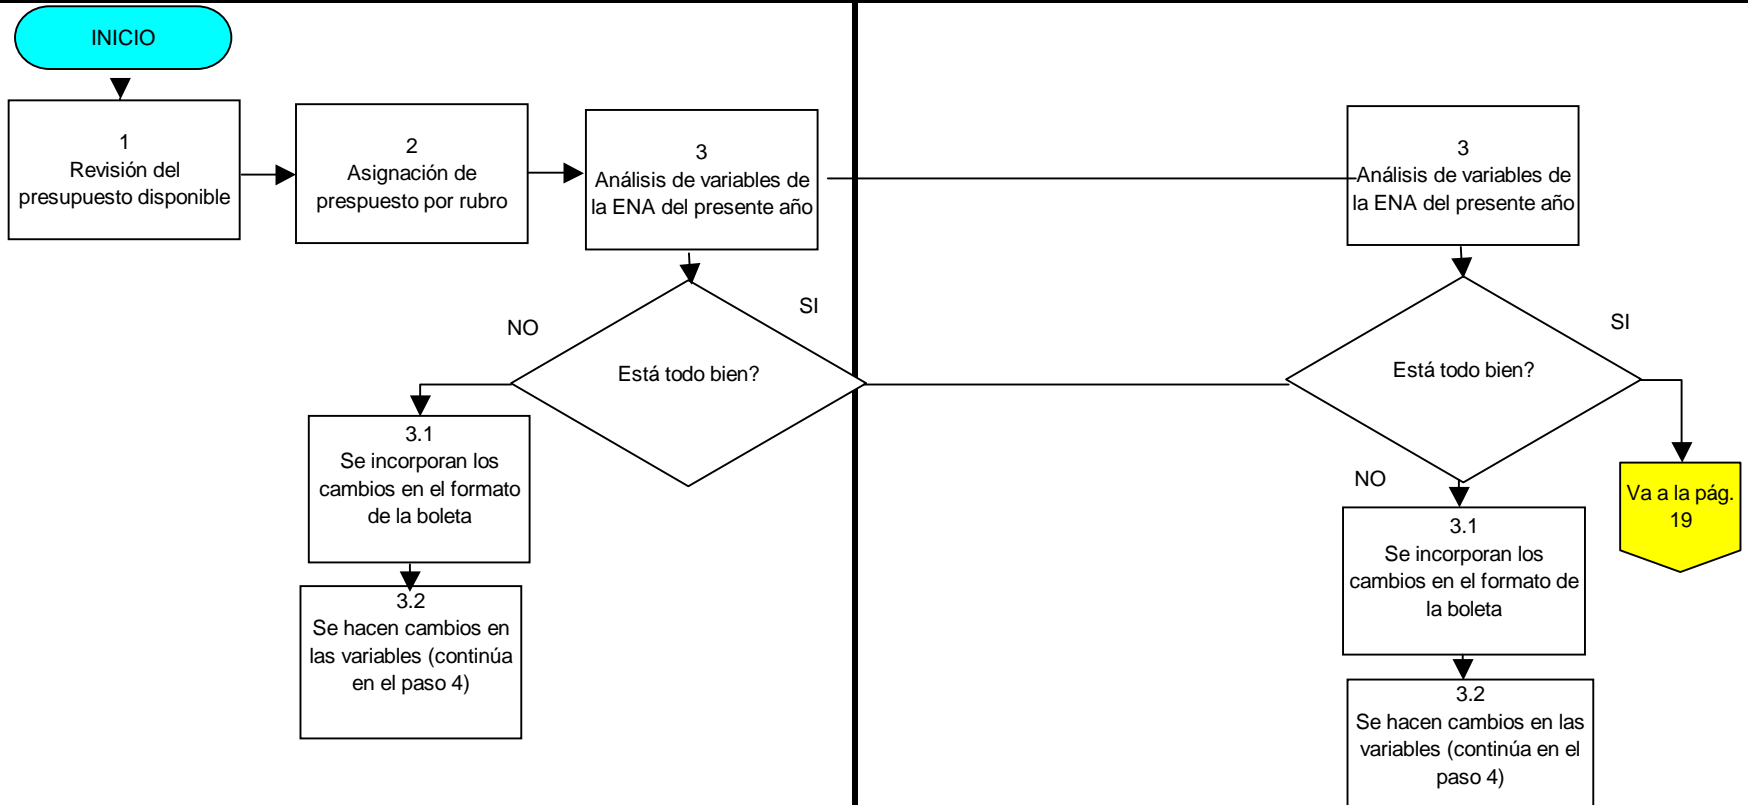 INICIO
1
Revisión del
presupuesto disponible
2
Asignación de
prespuesto por rubro
3
Análisis de variables de
la ENA del presente año
Está todo bien?
NO
SI
3.1
Se incorporan los
cambios en el formato
de la boleta
3.2
Se hacen cambios en
las variables (continúa
en el paso 4)
3
Análisis de variables de
la ENA del presente año
Está todo bien?
SI
NO
Va a la pág.
19
3.1
Se incorporan los
cambios en el formato de
la boleta
3.2
Se hacen cambios en las
variables (continúa en el
paso 4)